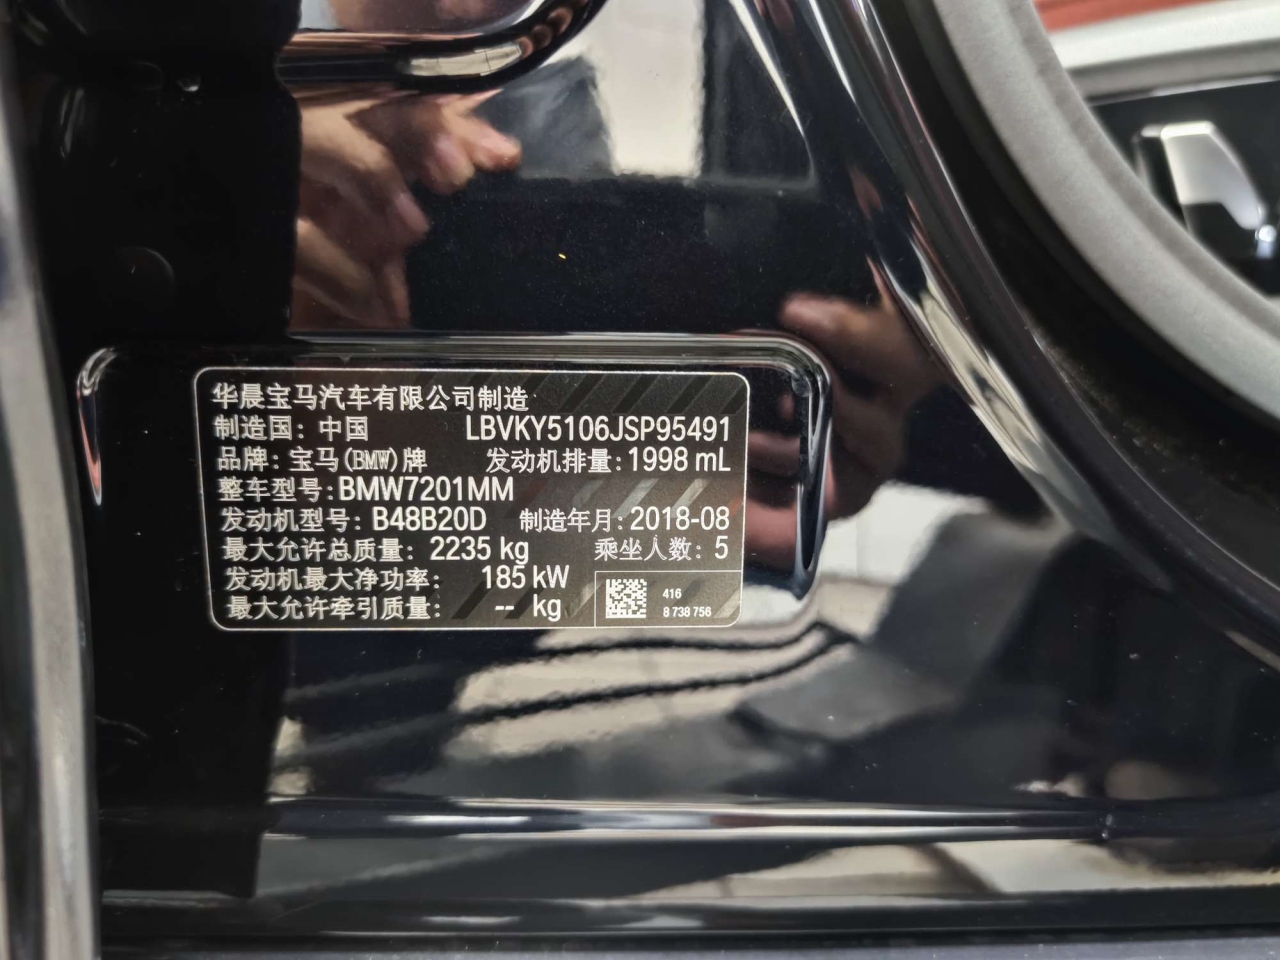 华晨宝马汽车有限公司制造
制造国：中国 LBVKY5106JSP95491
品牌：宝马(BMW)牌 发动机排量：1998 mL
整车型号：BMW7201MM
发动机型号：B48B20D 制造年月：2018-08
最大允许总质量：2235 kg 乘坐人数：5
发动机最大净功率：185 kW
最大允许牵引质量：-- kg
416
8 738 756